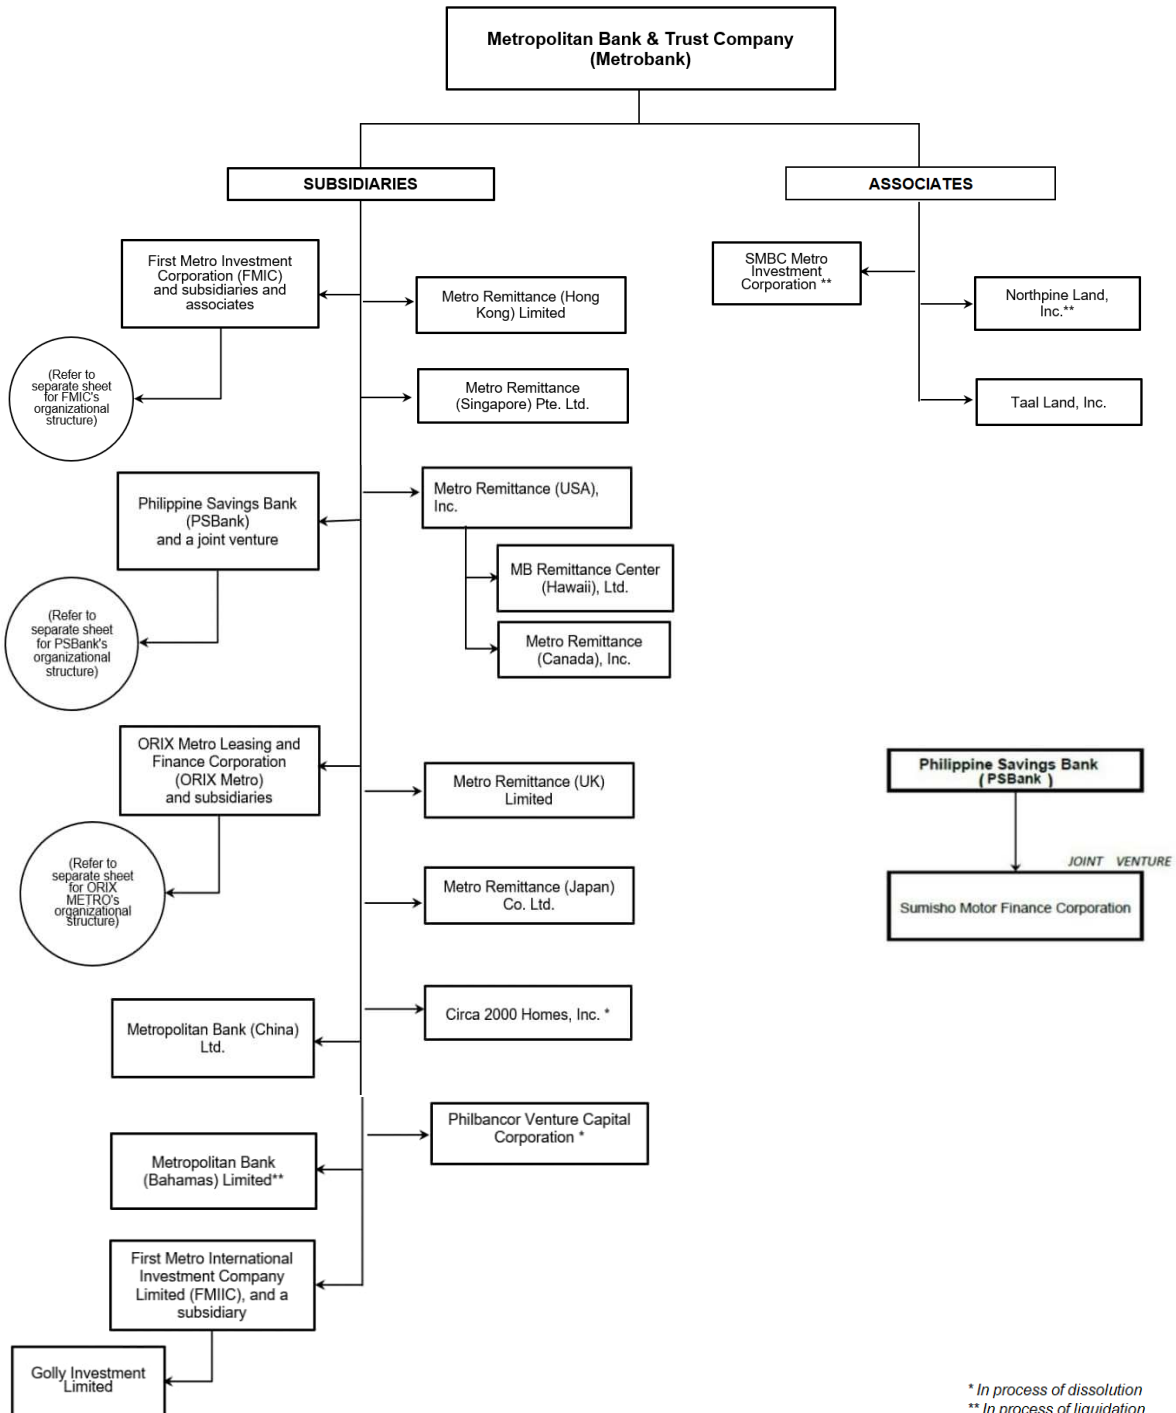 Metropolitan Bank & Trust Company
(Metrobank)
SUBSIDIARIES
ASSOCIATES
First Metro Investment
Corporation (FMIC)
and subsidiaries and
associates
Metro Remittance (Hong
Kong) Limited
SMBC Metro
Investment
Corporation **
Northpine Land,
Inc.**
(Refer to
separate sheet
for FMIC's
organizational
structure)
Metro Remittance
(Singapore) Pte. Ltd.
Taal Land, Inc.
Philippine Savings Bank
(PSBank)
and a joint venture
Metro Remittance (USA),
Inc.
MB Remittance Center
(Hawaii), Ltd.
(Refer to
separate sheet
for PSBank's
organizational
structure)
Metro Remittance
(Canada), Inc.
ORIX Metro Leasing and
Finance Corporation
(ORIX Metro)
and subsidiaries
Metro Remittance (UK)
Limited
Philippine Savings Bank
( PSBank )
JOINT VENTURE
Sumisho Motor Finance Corporation
(Refer to
separate sheet
for ORIX
METRO's
organizational
structure)
Metro Remittance (Japan)
Co. Ltd.
Metropolitan Bank (China)
Ltd.
Circa 2000 Homes, Inc. *
Philbancor Venture Capital
Corporation *
Metropolitan Bank
(Bahamas) Limited**
First Metro International
Investment Company
Limited (FMIIC), and a
subsidiary
Golly Investment
Limited
* In process of dissolution
** In process of liquidation